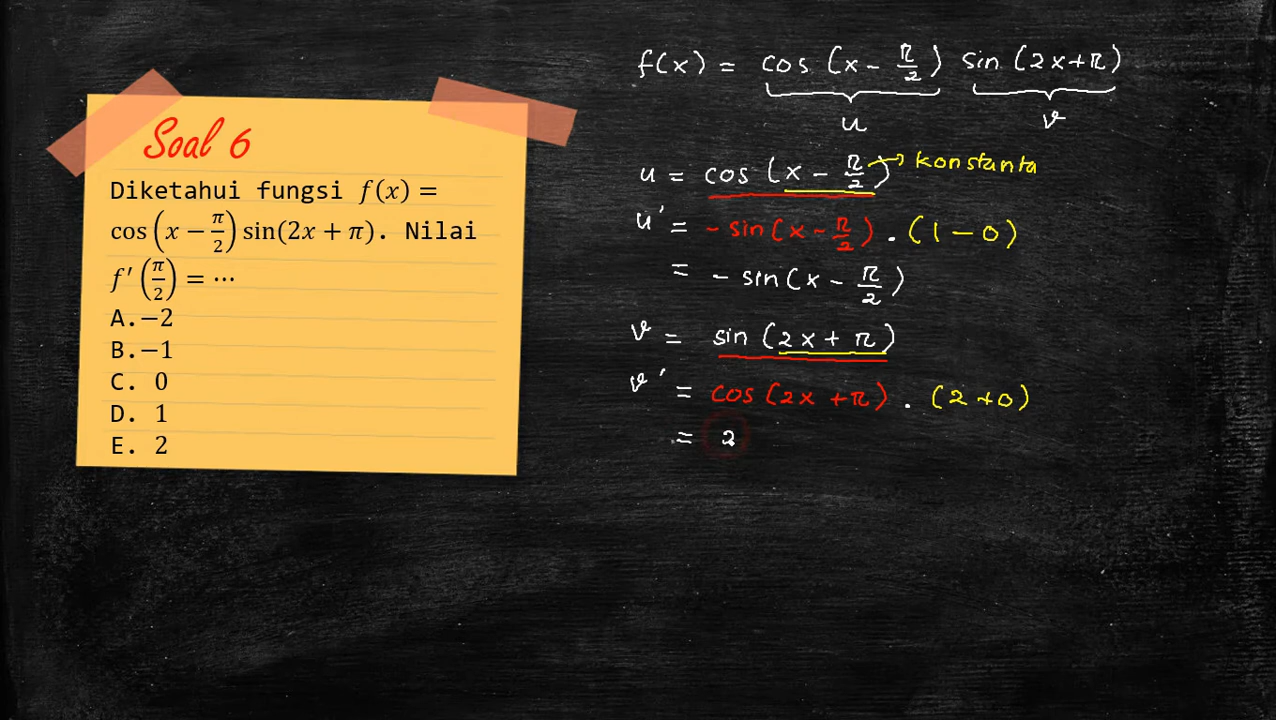 Soal 6
Diketahui fungsi f(x) =
cos(x − π/2) sin(2x + π). Nilai
f′(π/2) = ⋯
A. −2
B. −1
C. 0
D. 1
E. 2
f(x) = cos (x − π/2) sin (2x+π)
u v
u = cos (x − π/2) → konstanta
u' = −sin(x − π/2) . (1 − 0)
= − sin(x − π/2)
v = sin (2x + π)
v' = cos (2x + π) . (2+0)
= 2